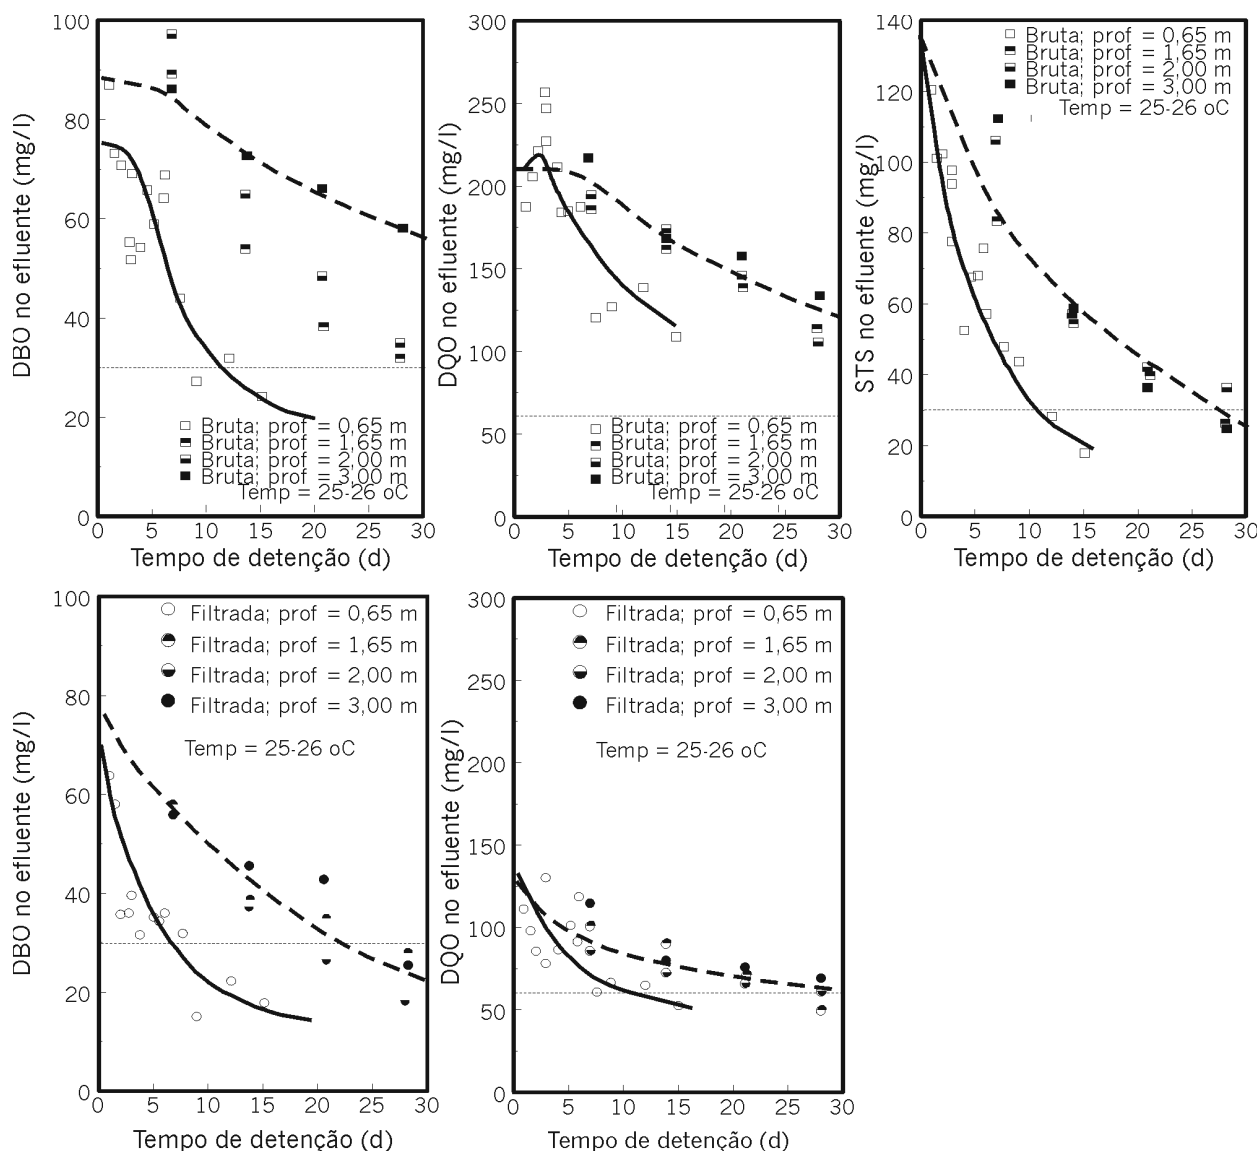 100
80
60
40
20
0
DBO no efluente (mg/l)
Bruta; prof = 0,65 m
Bruta; prof = 1,65 m
Bruta; prof = 2,00 m
Bruta; prof = 3,00 m
Temp = 25-26 oC
0 5 10 15 20 25 30
Tempo de detenção (d)
300
250
200
150
100
50
0
DQO no efluente (mg/l)
Bruta; prof = 0,65 m
Bruta; prof = 1,65 m
Bruta; prof = 2,00 m
Bruta; prof = 3,00 m
Temp = 25-26 oC
0 5 10 15 20 25 30
Tempo de detenção (d)
140
120
100
80
60
40
20
0
STS no efluente (mg/l)
Bruta; prof = 0,65 m
Bruta; prof = 1,65 m
Bruta; prof = 2,00 m
Bruta; prof = 3,00 m
Temp = 25-26 oC
0 5 10 15 20 25 30
Tempo de detenção (d)
100
80
60
40
20
0
DBO no efluente (mg/l)
Filtrada; prof = 0,65 m
Filtrada; prof = 1,65 m
Filtrada; prof = 2,00 m
Filtrada; prof = 3,00 m
Temp = 25-26 oC
0 5 10 15 20 25 30
Tempo de detenção (d)
300
250
200
150
100
50
0
DQO no efluente (mg/l)
Filtrada; prof = 0,65 m
Filtrada; prof = 1,65 m
Filtrada; prof = 2,00 m
Filtrada; prof = 3,00 m
Temp = 25-26 oC
0 5 10 15 20 25 30
Tempo de detenção (d)